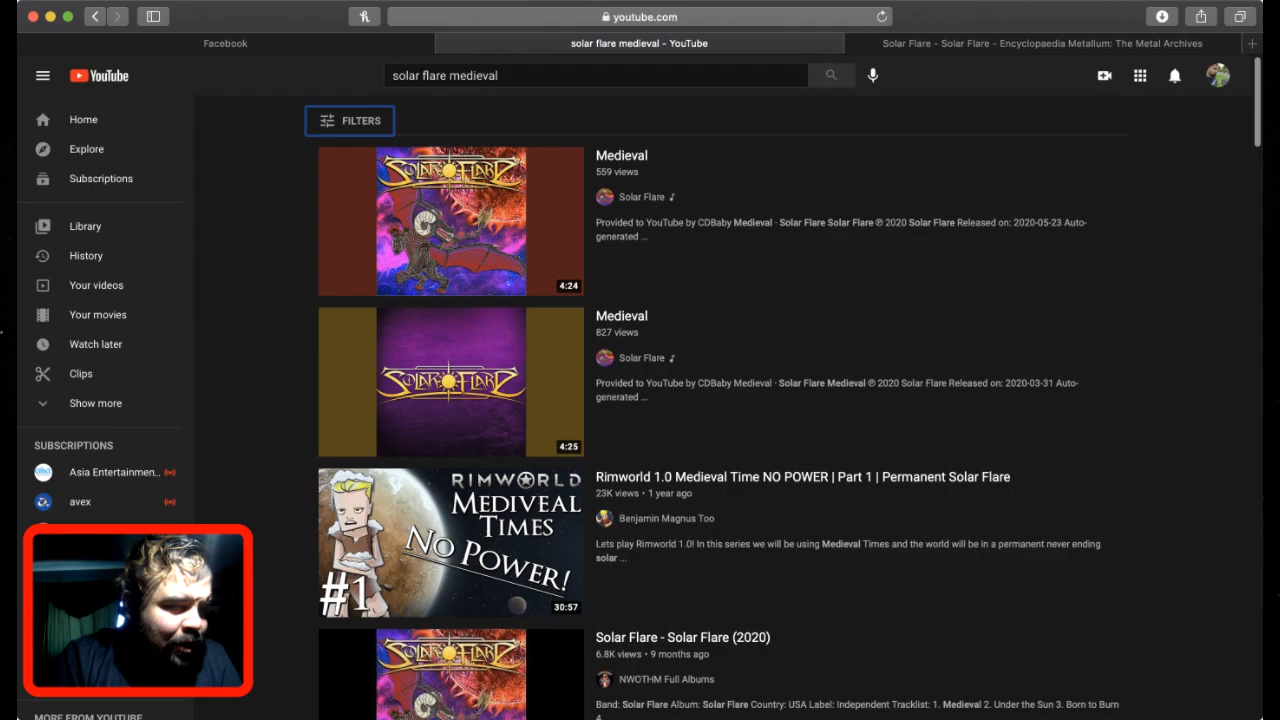 youtube.com
Facebook
solar flare medieval - YouTube
Solar Flare - Solar Flare - Encyclopaedia Metallum: The Metal Archives
YouTube
solar flare medieval
Home
Explore
Subscriptions
Library
History
Your videos
Your movies
Watch later
Clips
Show more
SUBSCRIPTIONS
Asia Entertainmen...
avex
MORE FROM YOUTUBE
FILTERS
SOLAR FLARE
4:24
Medieval
559 views
Solar Flare
Provided to YouTube by CDBaby Medieval · Solar Flare Solar Flare ℗ 2020 Solar Flare Released on: 2020-05-23 Auto-
generated ...
SOLAR FLARE
4:25
Medieval
827 views
Solar Flare
Provided to YouTube by CDBaby Medieval · Solar Flare Medieval ℗ 2020 Solar Flare Released on: 2020-03-31 Auto-
generated ...
RIMWORLD
MEDIVEAL
TIMES
NO POWER!
#1
30:57
Rimworld 1.0 Medieval Time NO POWER | Part 1 | Permanent Solar Flare
23K views • 1 year ago
Benjamin Magnus Too
Lets play Rimworld 1.0! In this series we will be using Medieval Times and the world will be in a permanent never ending
solar ...
SOLAR FLARE
Solar Flare - Solar Flare (2020)
6.8K views • 9 months ago
NWOTHM Full Albums
Band: Solar Flare Album: Solar Flare Country: USA Label: Independent Tracklist: 1. Medieval 2. Under the Sun 3. Born to Burn